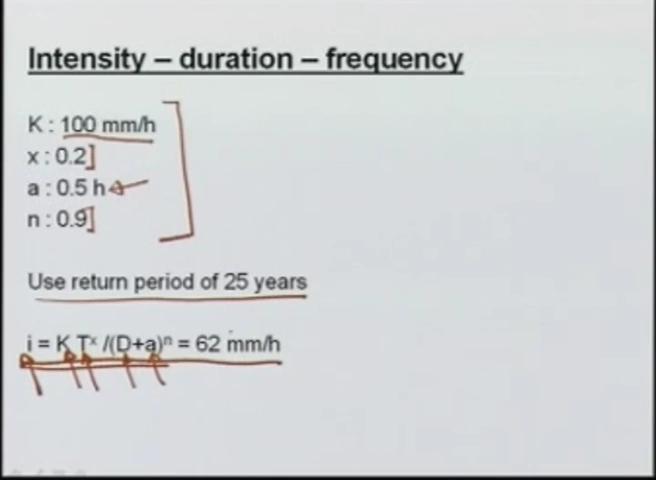 Intensity – duration – frequency
K : 100 mm/h
x : 0.2
a : 0.5 h
n : 0.9
Use return period of 25 years
i = K Tˣ /(D+a)ⁿ = 62 mm/h